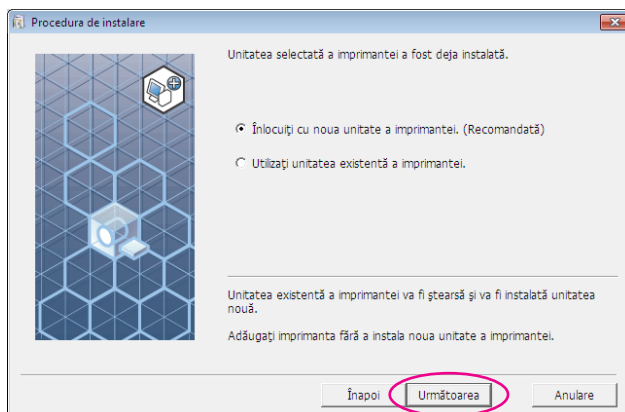 Procedura de instalare
Unitatea selectată a imprimantei a fost deja instalată.
Înlocuiți cu noua unitate a imprimantei. (Recomandată)
Utilizați unitatea existentă a imprimantei.
Unitatea existentă a imprimantei va fi ștearsă și va fi instalată unitatea
nouă.
Adăugați imprimanta fără a instala noua unitate a imprimantei.
Înapoi
Următoarea
Anulare